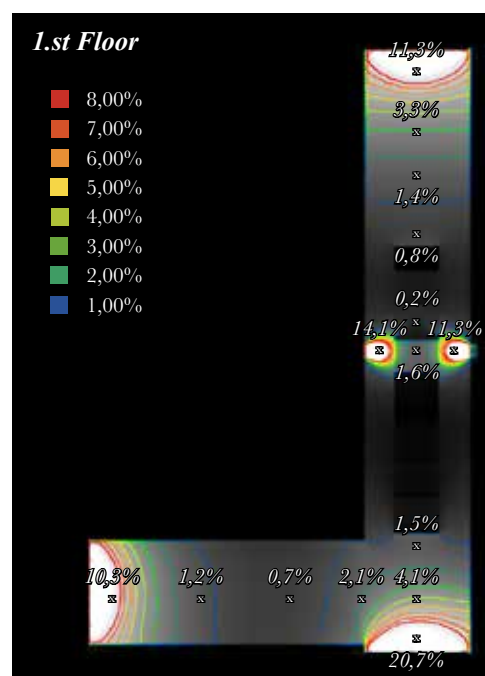 1.st Floor
11,3%
x
8,00%
7,00%
3,3%
x
6,00%
5,00%
x
1,4%
4,00%
x
3,00%
0,8%
2,00%
1,00%
0,2%
x
14,1% 11,3%
x x x
1,6%
1,5%
x
10,3% 1,2% 0,7% 2,1% 4,1%
x x x x x
x
20,7%